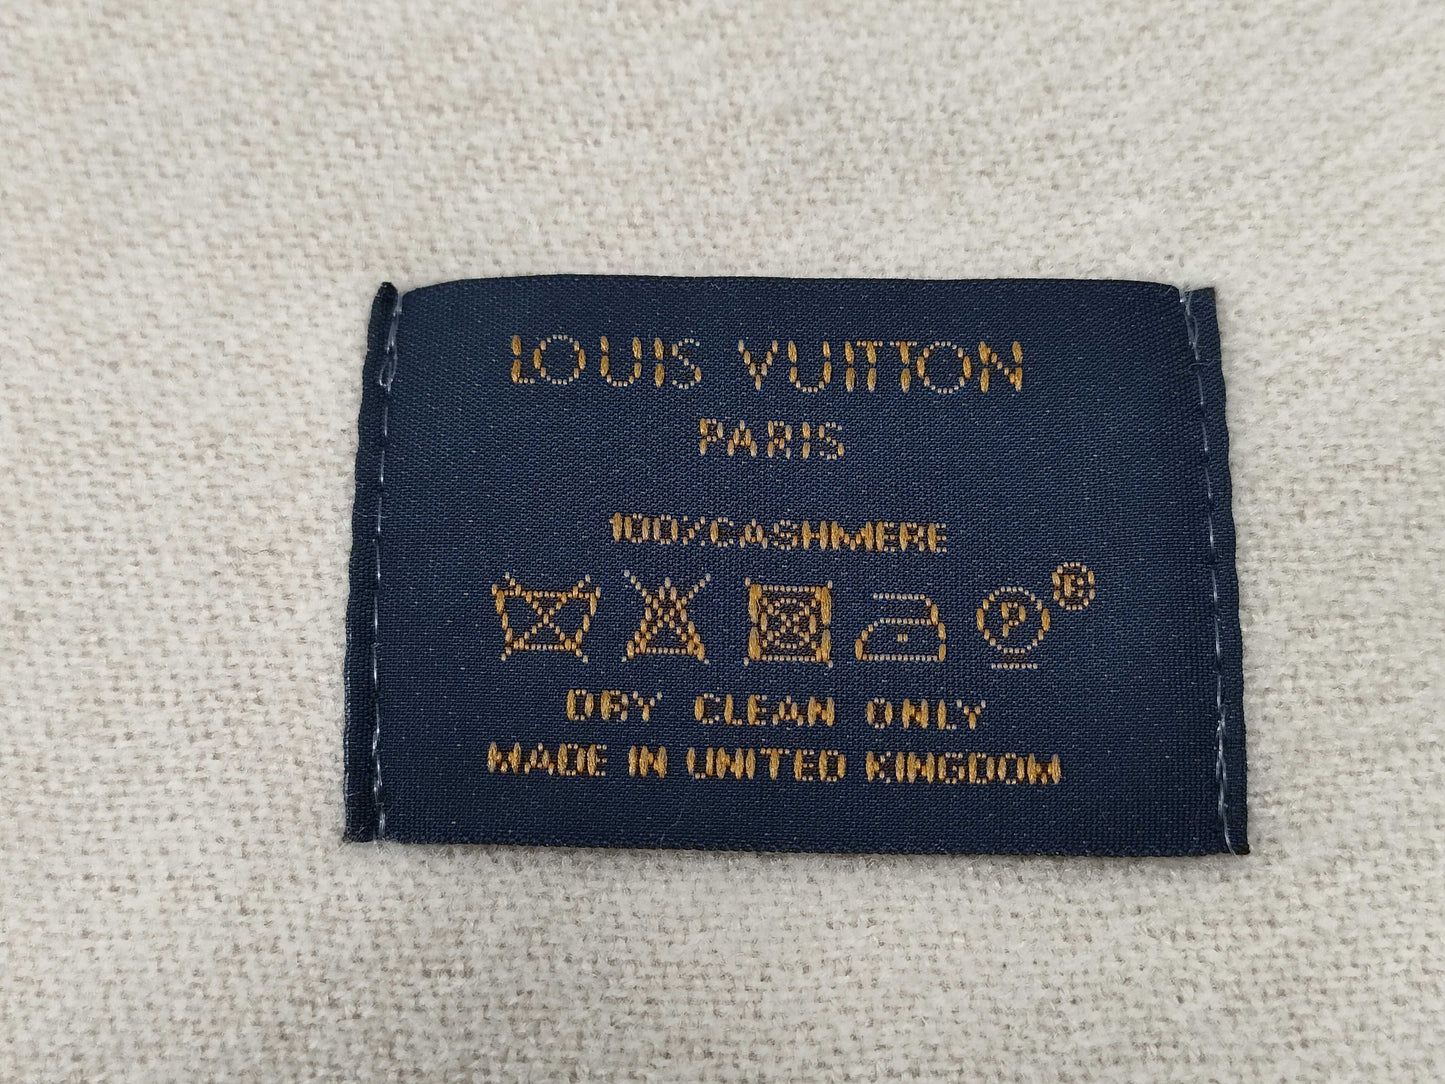 LOUIS VUITTON
PARIS
100%CASHMERE
P ®
DRY CLEAN ONLY
MADE IN UNITED KINGDOM